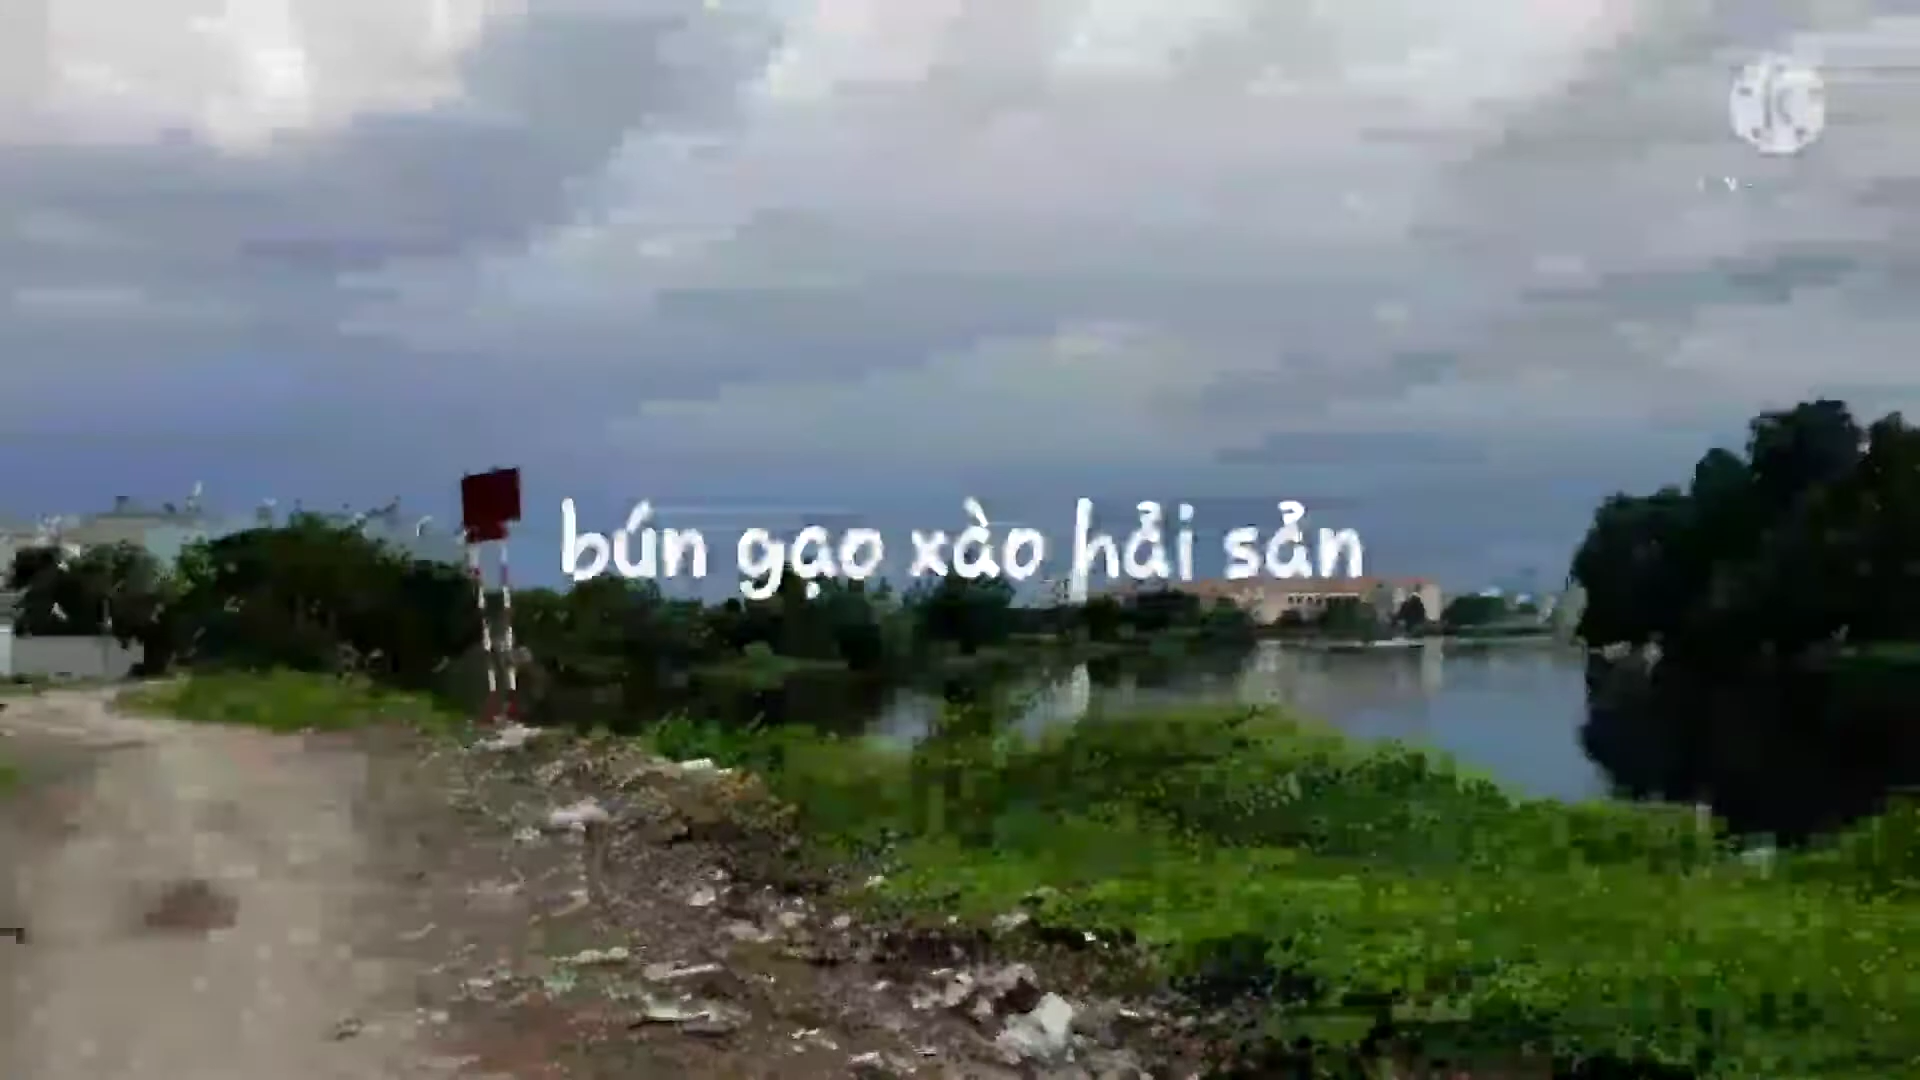 bún gạo xào hải sản